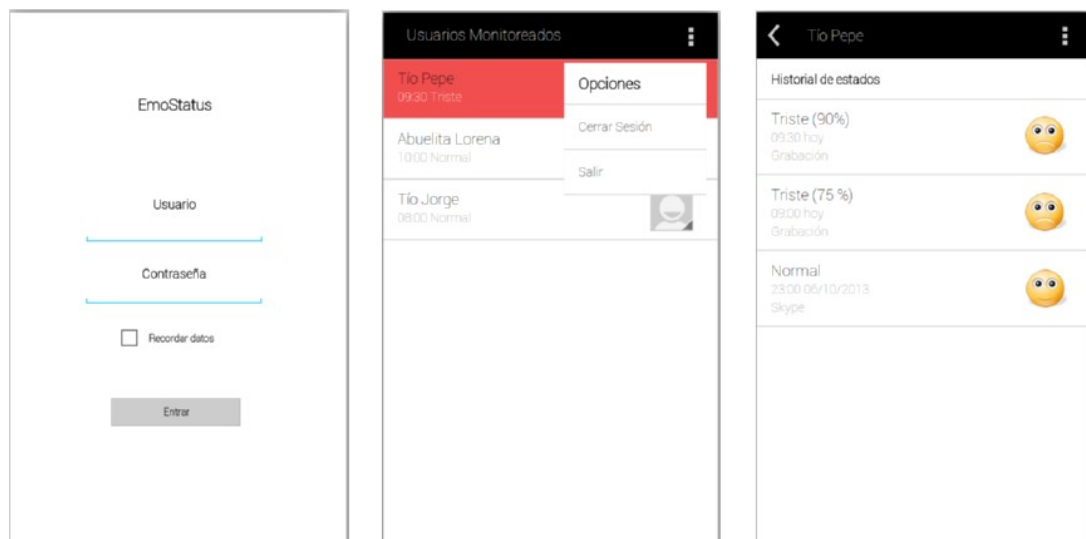 EmoStatus
Usuario
Contraseña
Recordar datos
Entrar
Usuarios Monitoreados
Tío Pepe
09:30 Triste
Abuelita Lorena
10:00 Normal
Tío Jorge
08:00 Normal
Opciones
Cerrar Sesión
Salir
Tío Pepe
Historial de estados
Triste (90%)
09:30 hoy
Grabación
Triste (75 %)
09:00 hoy
Grabación
Normal
23:00 06/10/2013
Skype